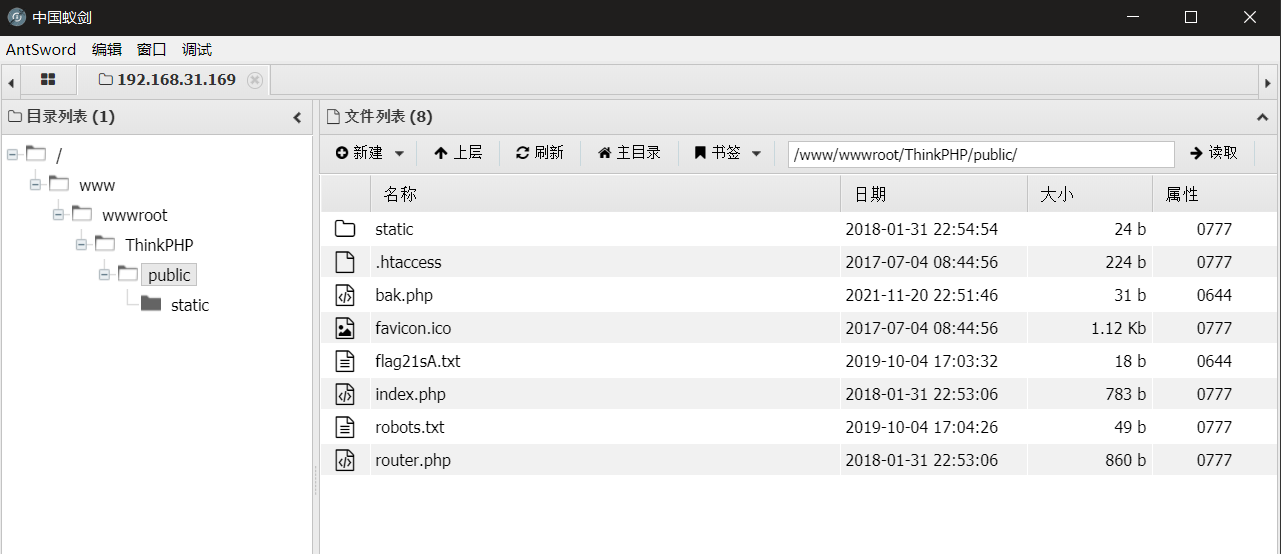 中国蚁剑
AntSword 编辑 窗口 调试
192.168.31.169
目录列表 (1)
/
www
wwwroot
ThinkPHP
public
static
文件列表 (8)
新建 上层 刷新 主目录 书签 /www/wwwroot/ThinkPHP/public/ 读取
名称 日期 大小 属性
static 2018-01-31 22:54:54 24 b 0777
.htaccess 2017-07-04 08:44:56 224 b 0777
bak.php 2021-11-20 22:51:46 31 b 0644
favicon.ico 2017-07-04 08:44:56 1.12 Kb 0777
flag21sA.txt 2019-10-04 17:03:32 18 b 0644
index.php 2018-01-31 22:53:06 783 b 0777
robots.txt 2019-10-04 17:04:26 49 b 0777
router.php 2018-01-31 22:53:06 860 b 0777